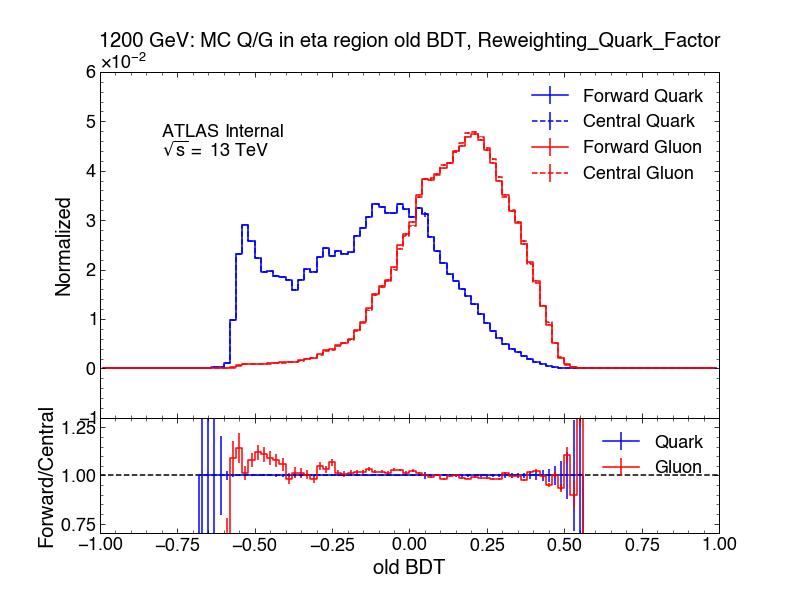 1200 GeV: MC Q/G in eta region old BDT, Reweighting_Quark_Factor
×10−2
6
5
4
3
2
1
0
−1
Normalized
ATLAS Internal
√s = 13 TeV
Forward Quark
Central Quark
Forward Gluon
Central Gluon
1.25
1.00
0.75
Forward/Central
Quark
Gluon
−1.00 −0.75 −0.50 −0.25 0.00 0.25 0.50 0.75 1.00
old BDT